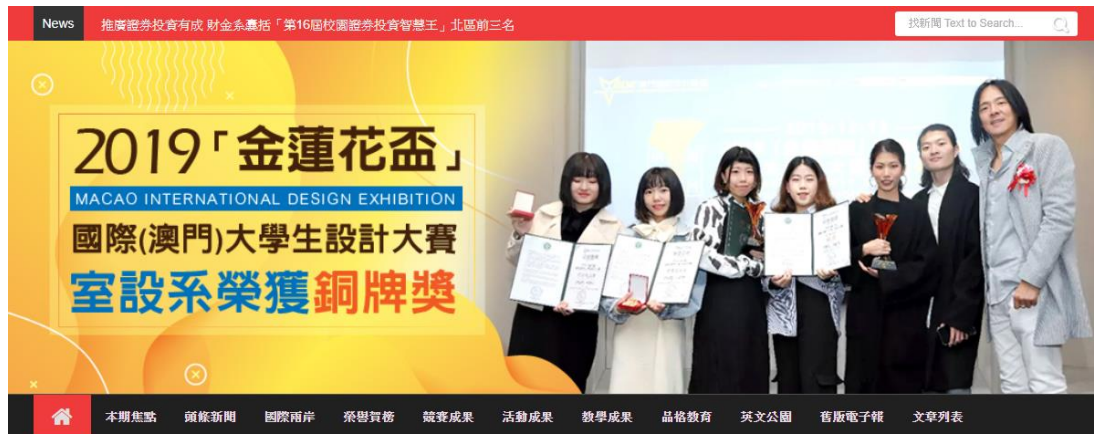 News
推廣證券投資有成 財金系囊括「第16屆校園證券投資智慧王」北區前三名
找新聞 Text to Search...
2019「金蓮花盃」
MACAO INTERNATIONAL DESIGN EXHIBITION
國際(澳門)大學生設計大賽
室設系榮獲銅牌獎
本期焦點 頭條新聞 國際兩岸 榮譽賀榜 競賽成果 活動成果 教學成果 品格教育 英文公園 舊版電子報 文章列表